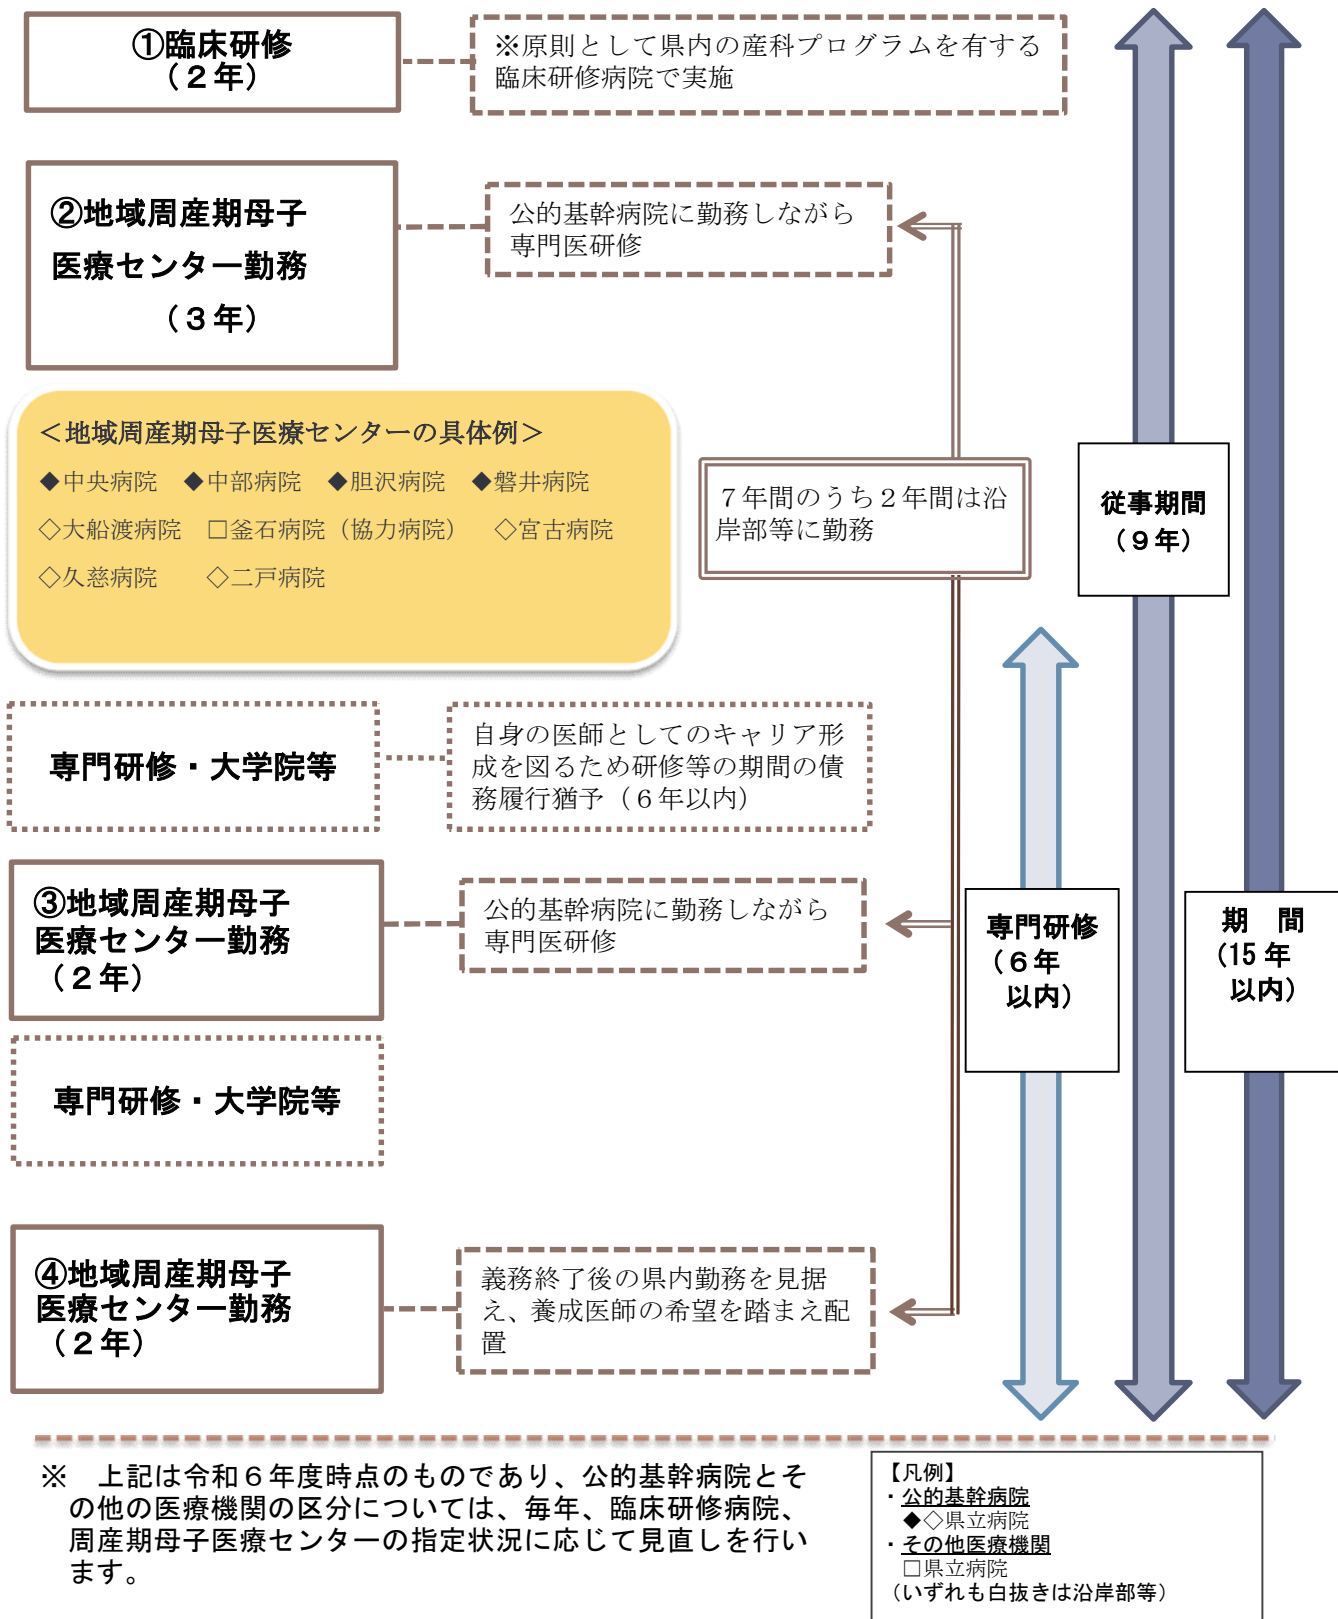 ①臨床研修
（２年）
※原則として県内の産科プログラムを有する
臨床研修病院で実施
②地域周産期母子
医療センター勤務
（３年）
公的基幹病院に勤務しながら
専門医研修
＜地域周産期母子医療センターの具体例＞
◆中央病院　◆中部病院　◆胆沢病院　◆磐井病院
◇大船渡病院　□釜石病院（協力病院）　◇宮古病院
◇久慈病院　　◇二戸病院
７年間のうち２年間は沿
岸部等に勤務
従事期間
（９年）
専門研修・大学院等
自身の医師としてのキャリア形
成を図るため研修等の期間の債
務履行猶予（６年以内）
③地域周産期母子
医療センター勤務
（２年）
公的基幹病院に勤務しながら
専門医研修
専門研修
（６年
以内）
期　間
（15 年
以内）
専門研修・大学院等
④地域周産期母子
医療センター勤務
（２年）
義務終了後の県内勤務を見据
え、養成医師の希望を踏まえ配
置
※　上記は令和６年度時点のものであり、公的基幹病院とそ
の他の医療機関の区分については、毎年、臨床研修病院、
周産期母子医療センターの指定状況に応じて見直しを行い
ます。
【凡例】
・公的基幹病院
◆◇県立病院
・その他医療機関
□県立病院
（いずれも白抜きは沿岸部等）